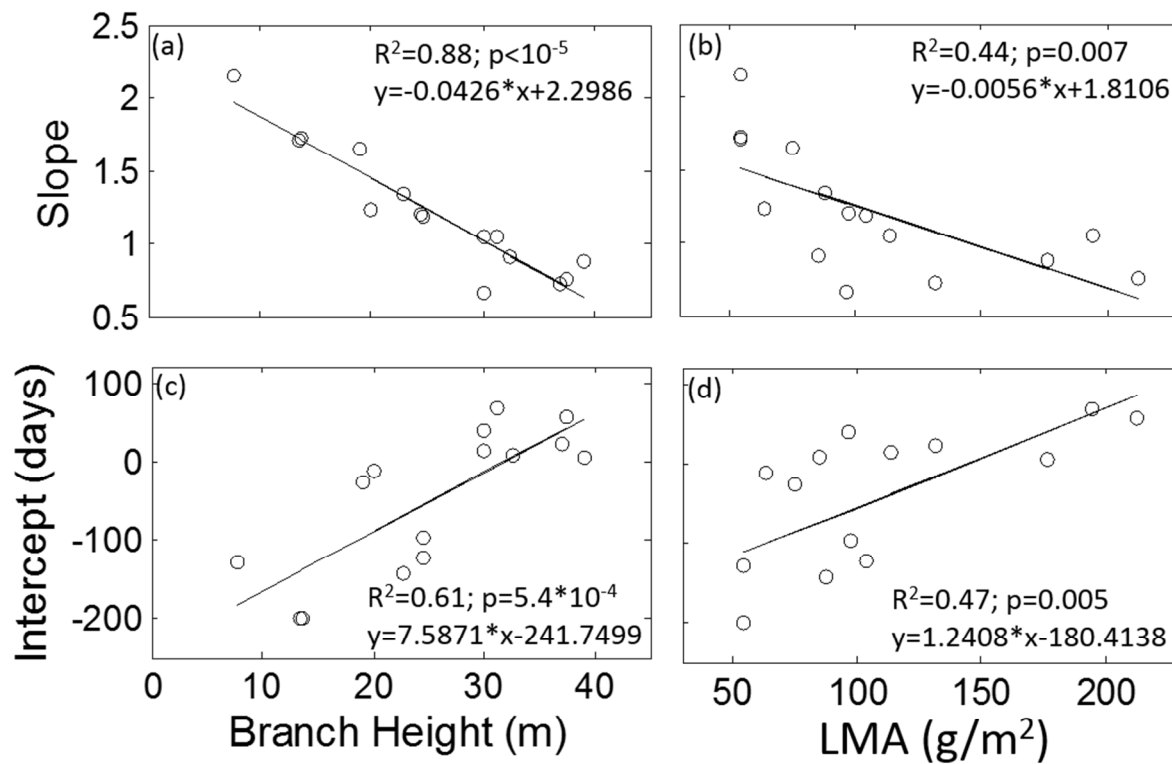 (a)
R²=0.88; p<10⁻⁵
y=-0.0426*x+2.2986
(b)
R²=0.44; p=0.007
y=-0.0056*x+1.8106
Slope
2.5
2
1.5
1
0.5
(c)
R²=0.61; p=5.4*10⁻⁴
y=7.5871*x-241.7499
(d)
R²=0.47; p=0.005
y=1.2408*x-180.4138
Intercept (days)
100
0
-100
-200
0 10 20 30 40
50 100 150 200
Branch Height (m)
LMA (g/m²)